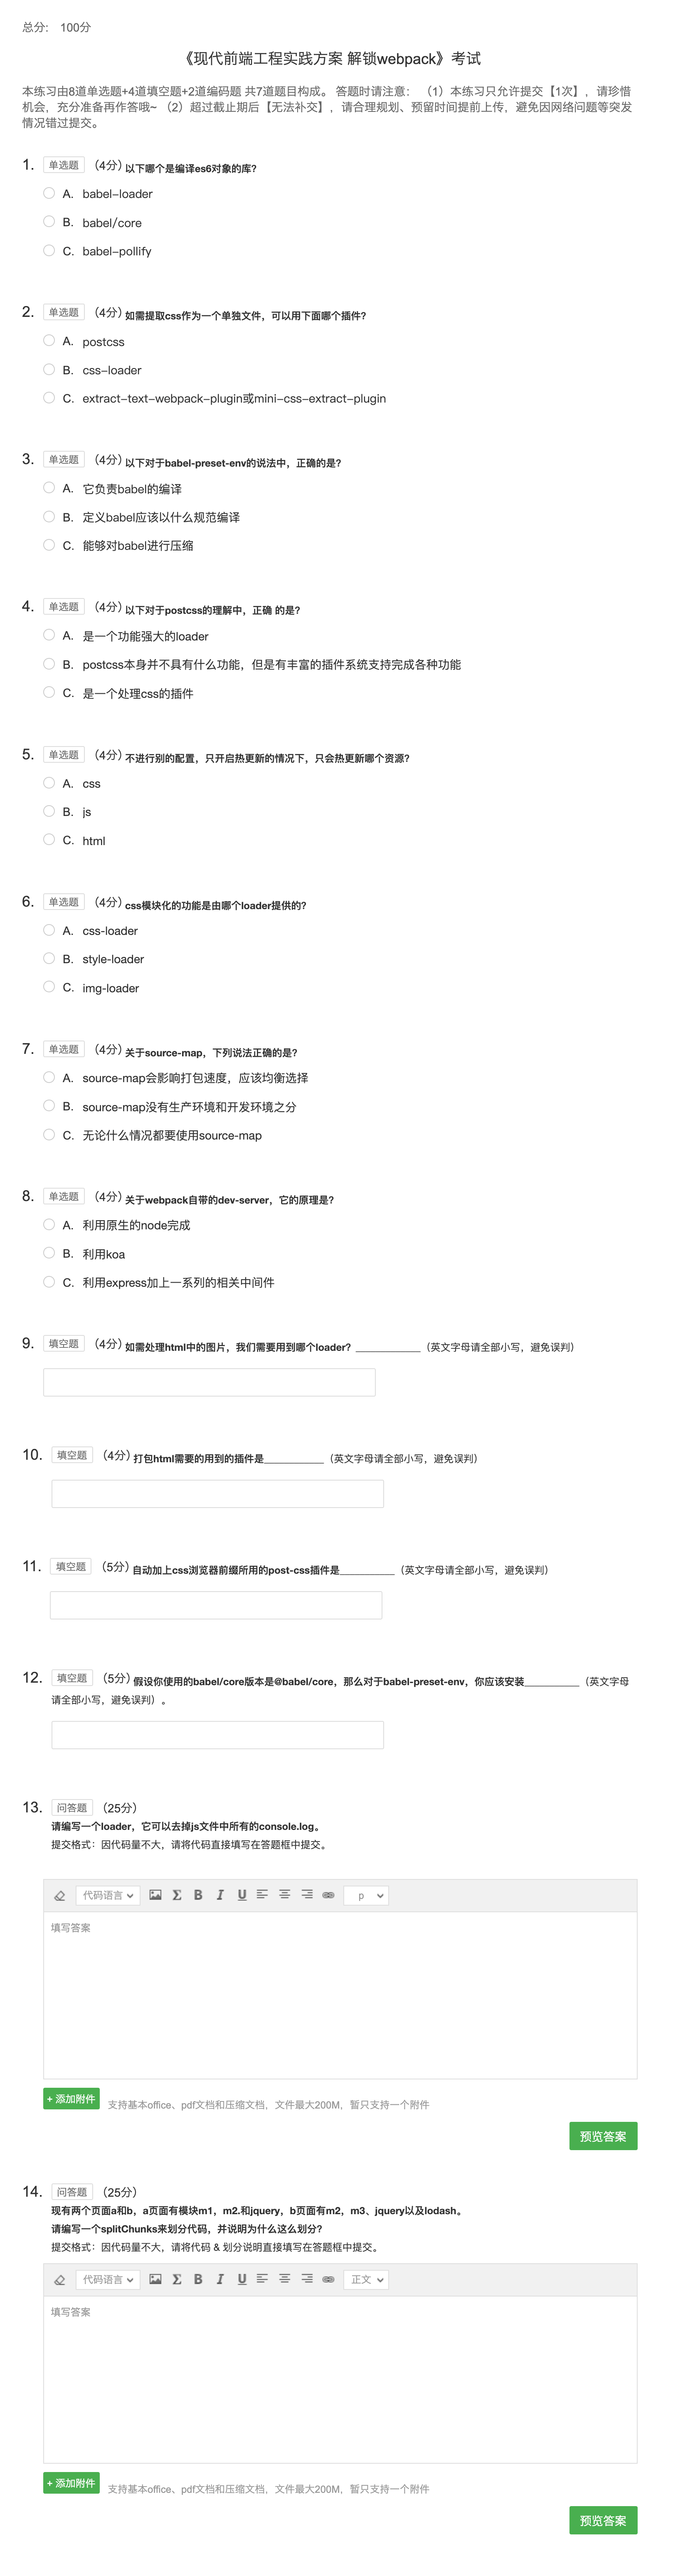 总分： 100分
《现代前端工程实践方案 解锁webpack》考试
本练习由8道单选题+4道填空题+2道编码题 共7道题目构成。 答题时请注意： （1）本练习只允许提交【1次】，请珍惜
机会，充分准备再作答哦~ （2）超过截止期后【无法补交】，请合理规划、预留时间提前上传，避免因网络问题等突发
情况错过提交。
1. 单选题 （4分） 以下哪个是编译es6对象的库？
A. babel–loader
B. babel/core
C. babel–pollify
2. 单选题 （4分） 如需提取css作为一个单独文件，可以用下面哪个插件？
A. postcss
B. css–loader
C. extract–text–webpack–plugin或mini–css–extract–plugin
3. 单选题 （4分） 以下对于babel-preset-env的说法中，正确的是？
A. 它负责babel的编译
B. 定义babel应该以什么规范编译
C. 能够对babel进行压缩
4. 单选题 （4分） 以下对于postcss的理解中，正确 的是？
A. 是一个功能强大的loader
B. postcss本身并不具有什么功能，但是有丰富的插件系统支持完成各种功能
C. 是一个处理css的插件
5. 单选题 （4分） 不进行别的配置，只开启热更新的情况下，只会热更新哪个资源？
A. css
B. js
C. html
6. 单选题 （4分） css模块化的功能是由哪个loader提供的？
A. css-loader
B. style-loader
C. img-loader
7. 单选题 （4分） 关于source-map，下列说法正确的是？
A. source-map会影响打包速度，应该均衡选择
B. source-map没有生产环境和开发环境之分
C. 无论什么情况都要使用source-map
8. 单选题 （4分） 关于webpack自带的dev-server，它的原理是？
A. 利用原生的node完成
B. 利用koa
C. 利用express加上一系列的相关中间件
9. 填空题 （4分） 如需处理html中的图片，我们需要用到哪个loader？ ____________（英文字母请全部小写，避免误判）
10. 填空题 （4分） 打包html需要的用到的插件是___________（英文字母请全部小写，避免误判）
11. 填空题 （5分） 自动加上css浏览器前缀所用的post-css插件是__________（英文字母请全部小写，避免误判）
12. 填空题 （5分） 假设你使用的babel/core版本是@babel/core，那么对于babel-preset-env，你应该安装__________（英文字母
请全部小写，避免误判）。
13. 问答题 （25分）
请编写一个loader，它可以去掉js文件中所有的console.log。
提交格式：因代码量不大，请将代码直接填写在答题框中提交。
代码语言 Σ B I U p
填写答案
+ 添加附件 支持基本office、pdf文档和压缩文档，文件最大200M，暂只支持一个附件
预览答案
14. 问答题 （25分）
现有两个页面a和b，a页面有模块m1，m2.和jquery，b页面有m2，m3、jquery以及lodash。
请编写一个splitChunks来划分代码，并说明为什么这么划分？
提交格式：因代码量不大，请将代码 & 划分说明直接填写在答题框中提交。
代码语言 Σ B I U 正文
填写答案
+ 添加附件 支持基本office、pdf文档和压缩文档，文件最大200M，暂只支持一个附件
预览答案